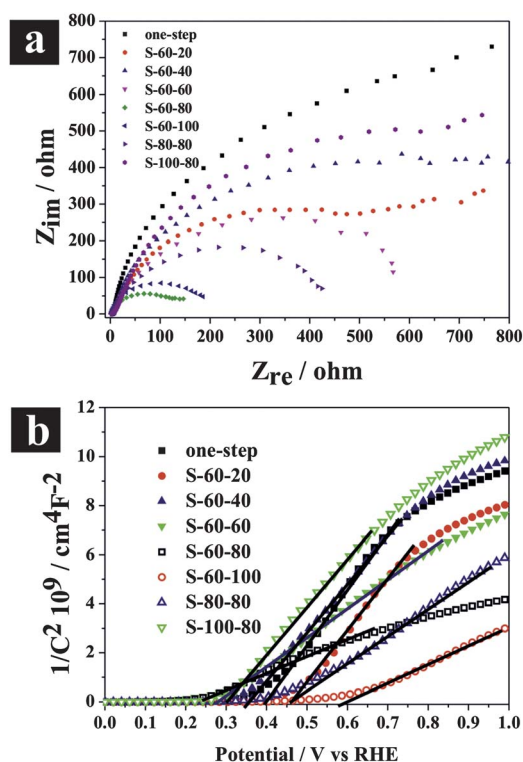 a
800
700
600
500
400
300
200
100
0
Zim / ohm
one-step
S-60-20
S-60-40
S-60-60
S-60-80
S-60-100
S-80-80
S-100-80
0 100 200 300 400 500 600 700 800
Zre / ohm
b
12
10
8
6
4
2
0
1/C2 109 / cm4F-2
one-step
S-60-20
S-60-40
S-60-60
S-60-80
S-60-100
S-80-80
S-100-80
0.0 0.1 0.2 0.3 0.4 0.5 0.6 0.7 0.8 0.9 1.0
Potential / V vs RHE